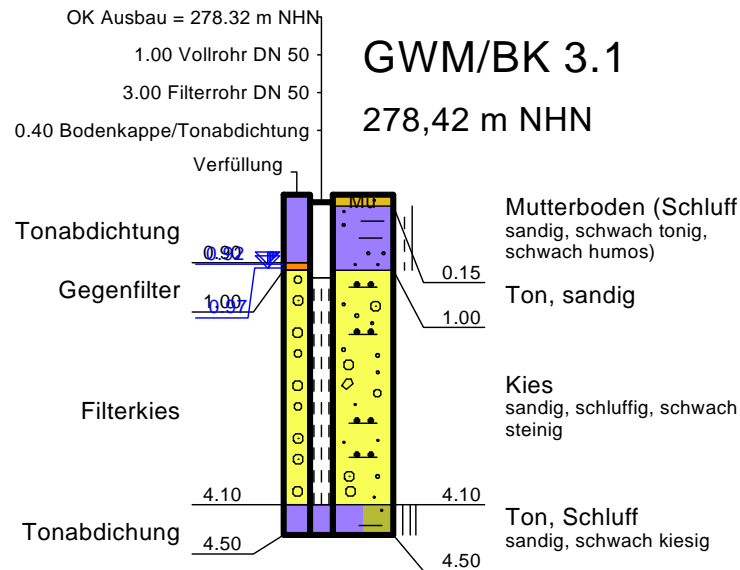 OK Ausbau = 278.32 m NHN
1.00 Vollrohr DN 50
3.00 Filterrohr DN 50
0.40 Bodenkappe/Tonabdichtung
Verfüllung
GWM/BK 3.1
278,42 m NHN
Mu
Tonabdichtung
0.90
0.92
Gegenfilter
1.00
0.97
Filterkies
4.10
Tonabdichung
4.50
Mutterboden (Schluff
sandig, schwach tonig,
schwach humos)
0.15
Ton, sandig
1.00
Kies
sandig, schluffig, schwach
steinig
4.10
Ton, Schluff
sandig, schwach kiesig
4.50